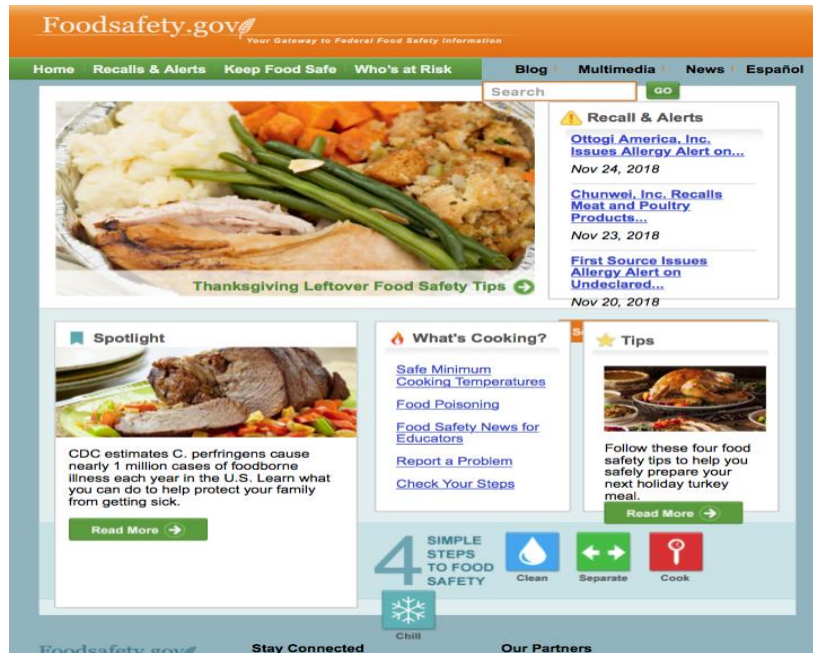 Foodsafety.gov
Your Gateway to Federal Food Safety Information
Home Recalls & Alerts Keep Food Safe Who's at Risk Blog Multimedia News Español
Search GO
Thanksgiving Leftover Food Safety Tips
Recall & Alerts
Ottogi America, Inc.
Issues Allergy Alert on...
Nov 24, 2018
Chunwei, Inc. Recalls
Meat and Poultry
Products...
Nov 23, 2018
First Source Issues
Allergy Alert on
Undeclared...
Nov 20, 2018
Spotlight
CDC estimates C. perfringens cause
nearly 1 million cases of foodborne
illness each year in the U.S. Learn what
you can do to help protect your family
from getting sick.
Read More
What's Cooking?
Safe Minimum
Cooking Temperatures
Food Poisoning
Food Safety News for
Educators
Report a Problem
Check Your Steps
Tips
Follow these four food
safety tips to help you
safely prepare your
next holiday turkey
meal.
Read More
4 SIMPLE
STEPS
TO FOOD
SAFETY
Clean
Separate
Cook
Chill
Foodsafety.gov
Stay Connected
Our Partners